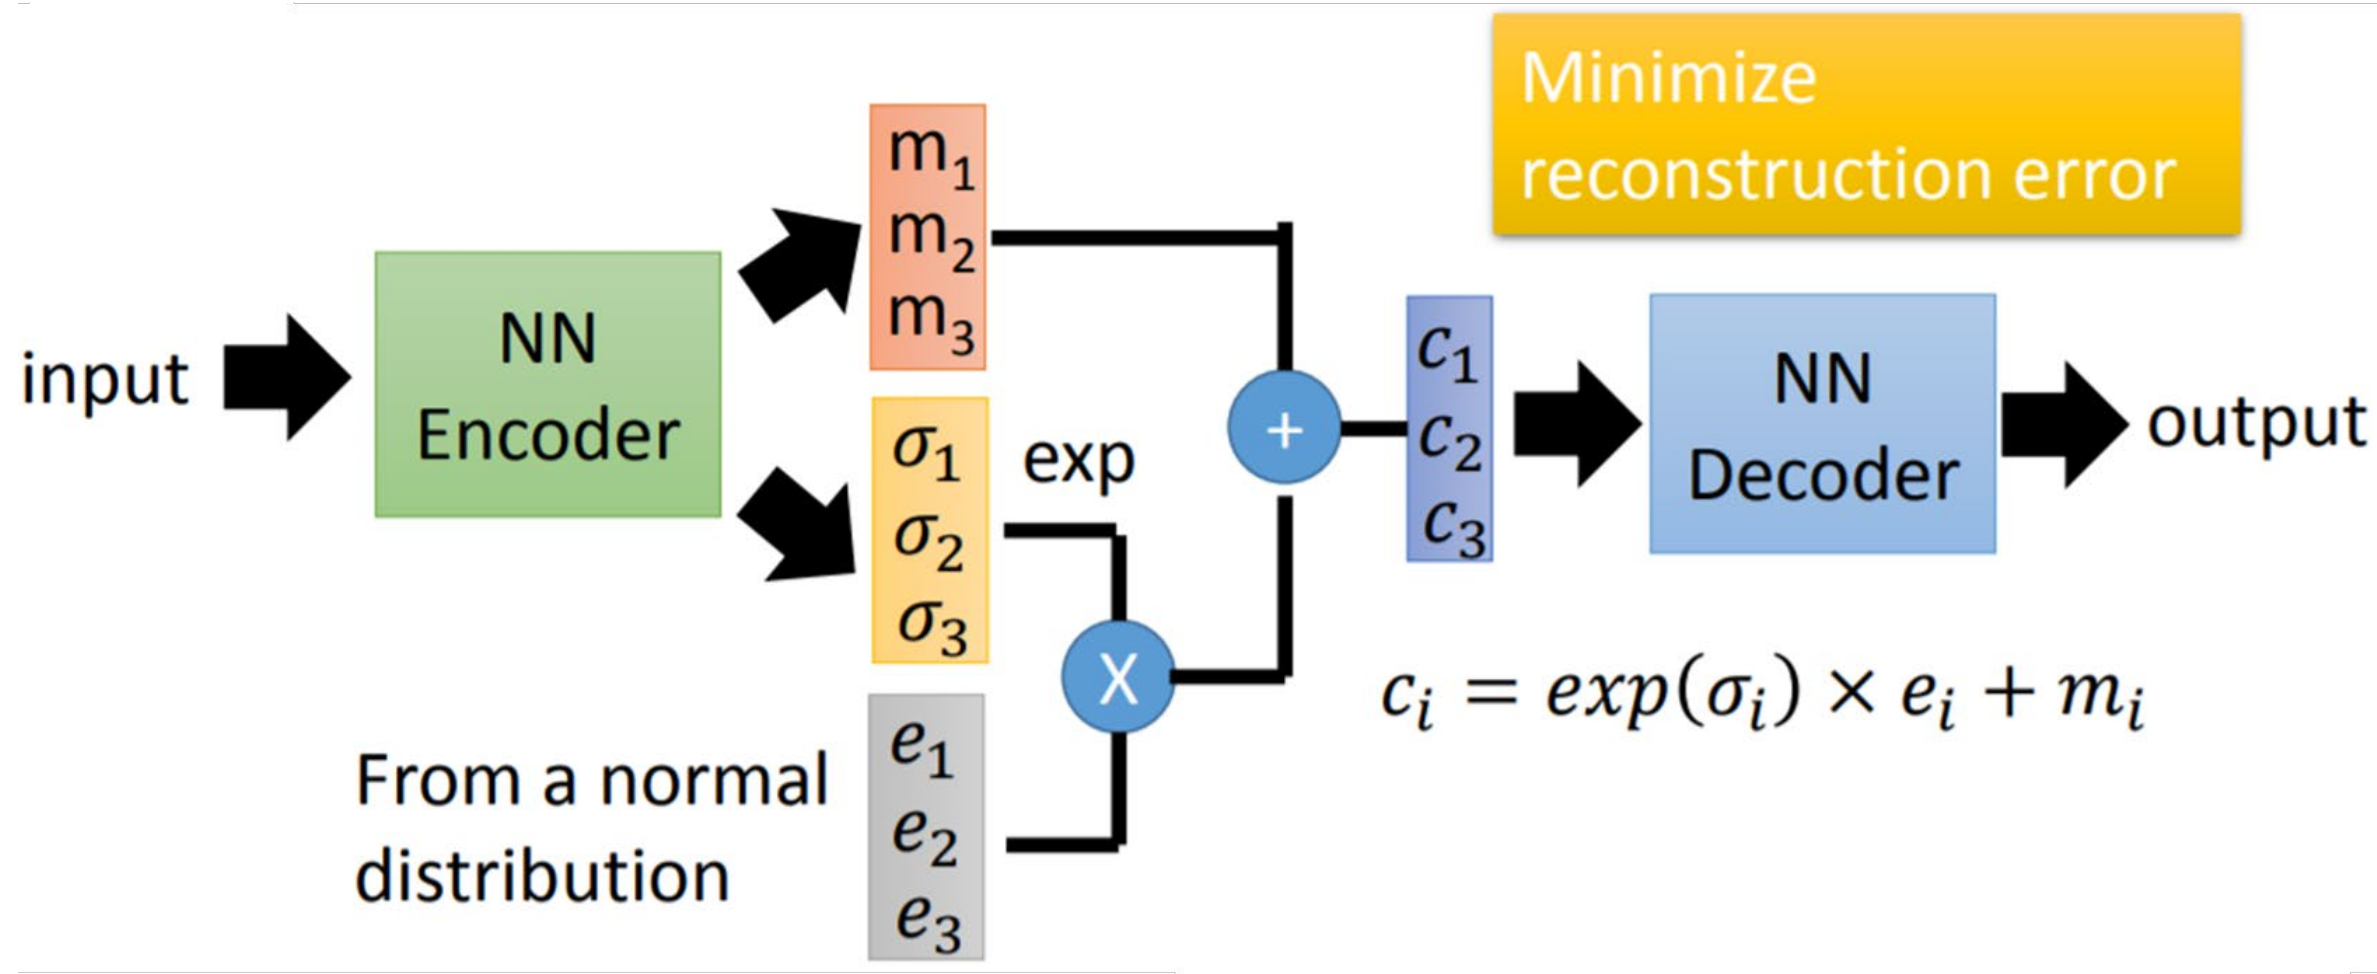 Minimize
reconstruction error
input
NN
Encoder
m₁
m₂
m₃
σ₁
σ₂
σ₃
exp
From a normal
distribution
e₁
e₂
e₃
X
+
c₁
c₂
c₃
NN
Decoder
output
cᵢ = exp(σᵢ) × eᵢ + mᵢ